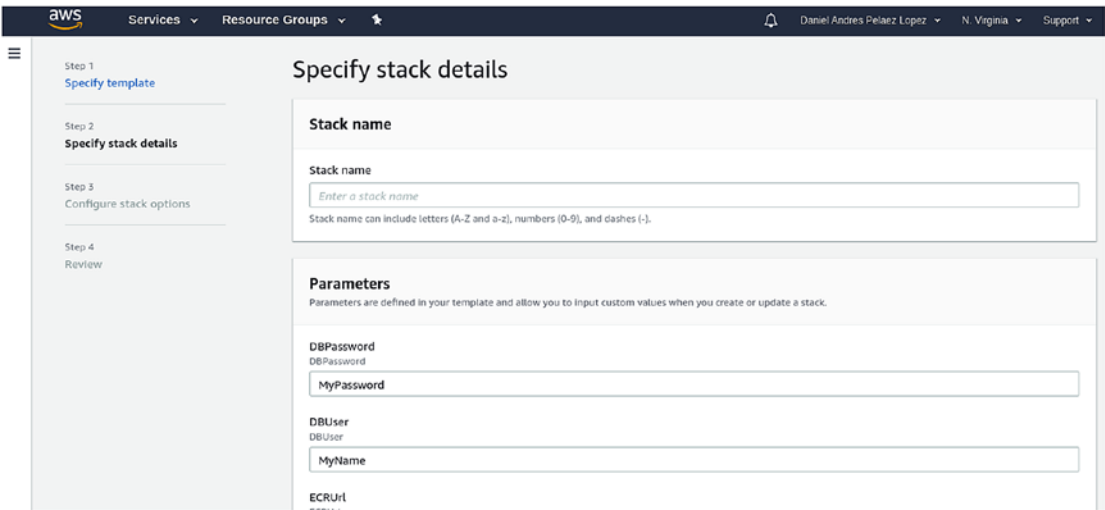 aws Services Resource Groups Daniel Andres Pelaez Lopez N. Virginia Support
Step 1
Specify template
Step 2
Specify stack details
Step 3
Configure stack options
Step 4
Review
Specify stack details
Stack name
Stack name
Enter a stack name
Stack name can include letters (A-Z and a-z), numbers (0-9), and dashes (-).
Parameters
Parameters are defined in your template and allow you to input custom values when you create or update a stack.
DBPassword
DBPassword
MyPassword
DBUser
DBUser
MyName
ECRUrl